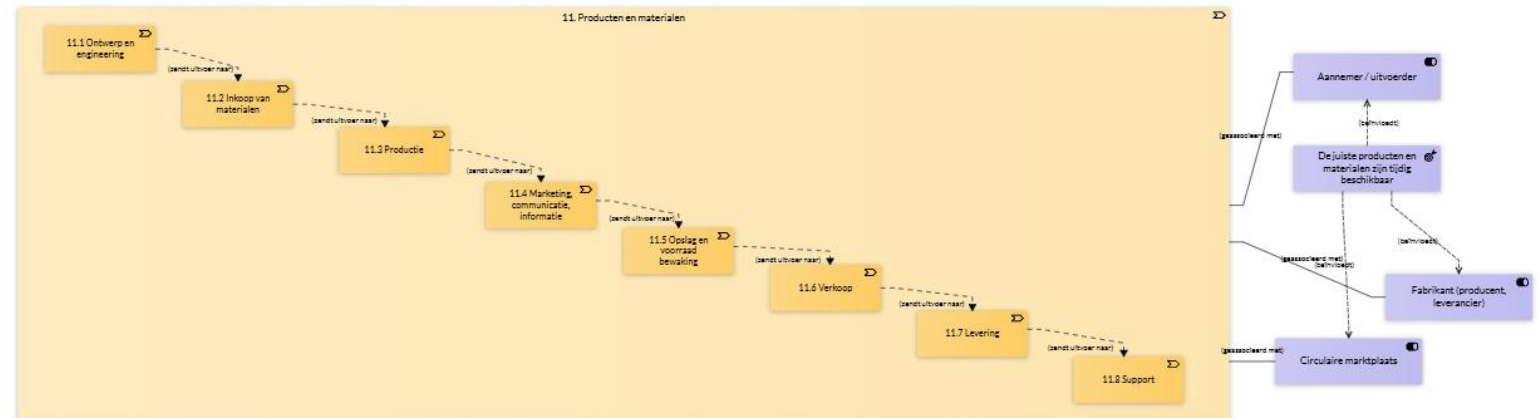 11. Producten en materialen
11.1 Ontwerp en
engineering
(zendt uitvoer naar)
11.2 Inkoop van
materialen
(zendt uitvoer naar)
11.3 Productie
(zendt uitvoer naar)
11.4 Marketing,
communicatie,
informatie
(zendt uitvoer naar)
11.5 Opslag en
voorraad
bewaking
(zendt uitvoer naar)
11.6 Verkoop
(zendt uitvoer naar)
11.7 Levering
(zendt uitvoer naar)
11.8 Support
Aannemer / uitvoerder
(geassocieerd met)
(beïnvloedt)
De juiste producten en
materialen zijn tijdig
beschikbaar
(beïnvloedt)
(geassocieerd met)
(beïnvloedt)
Fabrikant (producent,
leverancier)
(geassocieerd met)
Circulaire marktplaats